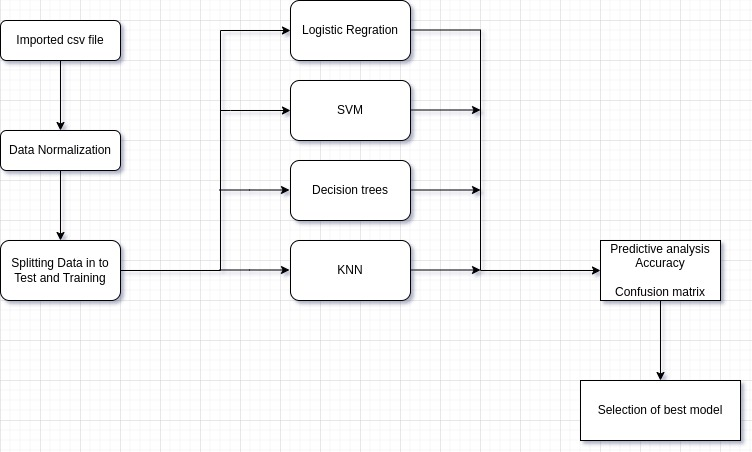 Imported csv file
Data Normalization
Splitting Data in to
Test and Training
Logistic Regration
SVM
Decision trees
KNN
Predictive analysis
Accuracy
Confusion matrix
Selection of best model